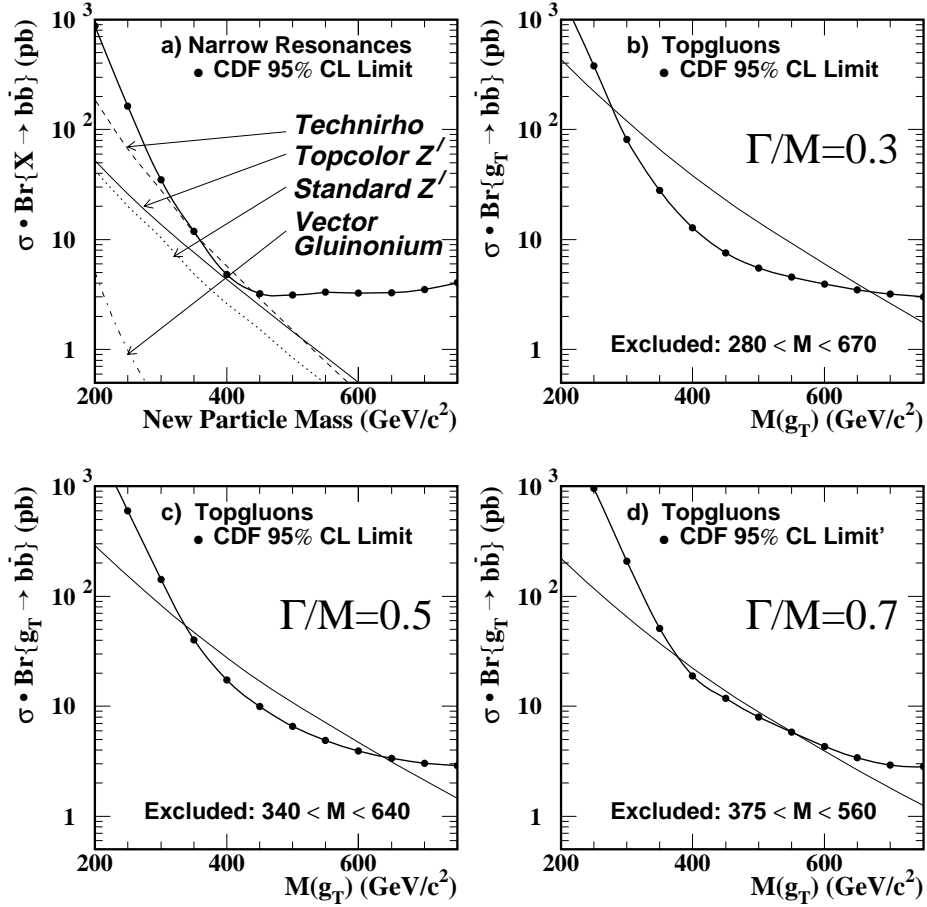 a) Narrow Resonances
• CDF 95% CL Limit
Technirho
Topcolor Z′
Standard Z′
Vector
Gluinonium
10³
10²
10
1
200
400
600
New Particle Mass (GeV/c²)
σ • Br{X → bb̄} (pb)
b) Topgluons
• CDF 95% CL Limit
Γ/M=0.3
Excluded: 280 < M < 670
10³
10²
10
1
200
400
600
M(g_T) (GeV/c²)
σ • Br{g_T → bb̄} (pb)
c) Topgluons
• CDF 95% CL Limit
Γ/M=0.5
Excluded: 340 < M < 640
10³
10²
10
1
200
400
600
M(g_T) (GeV/c²)
σ • Br{g_T → bb̄} (pb)
d) Topgluons
• CDF 95% CL Limit'
Γ/M=0.7
Excluded: 375 < M < 560
10³
10²
10
1
200
400
600
M(g_T) (GeV/c²)
σ • Br{g_T → bb̄} (pb)